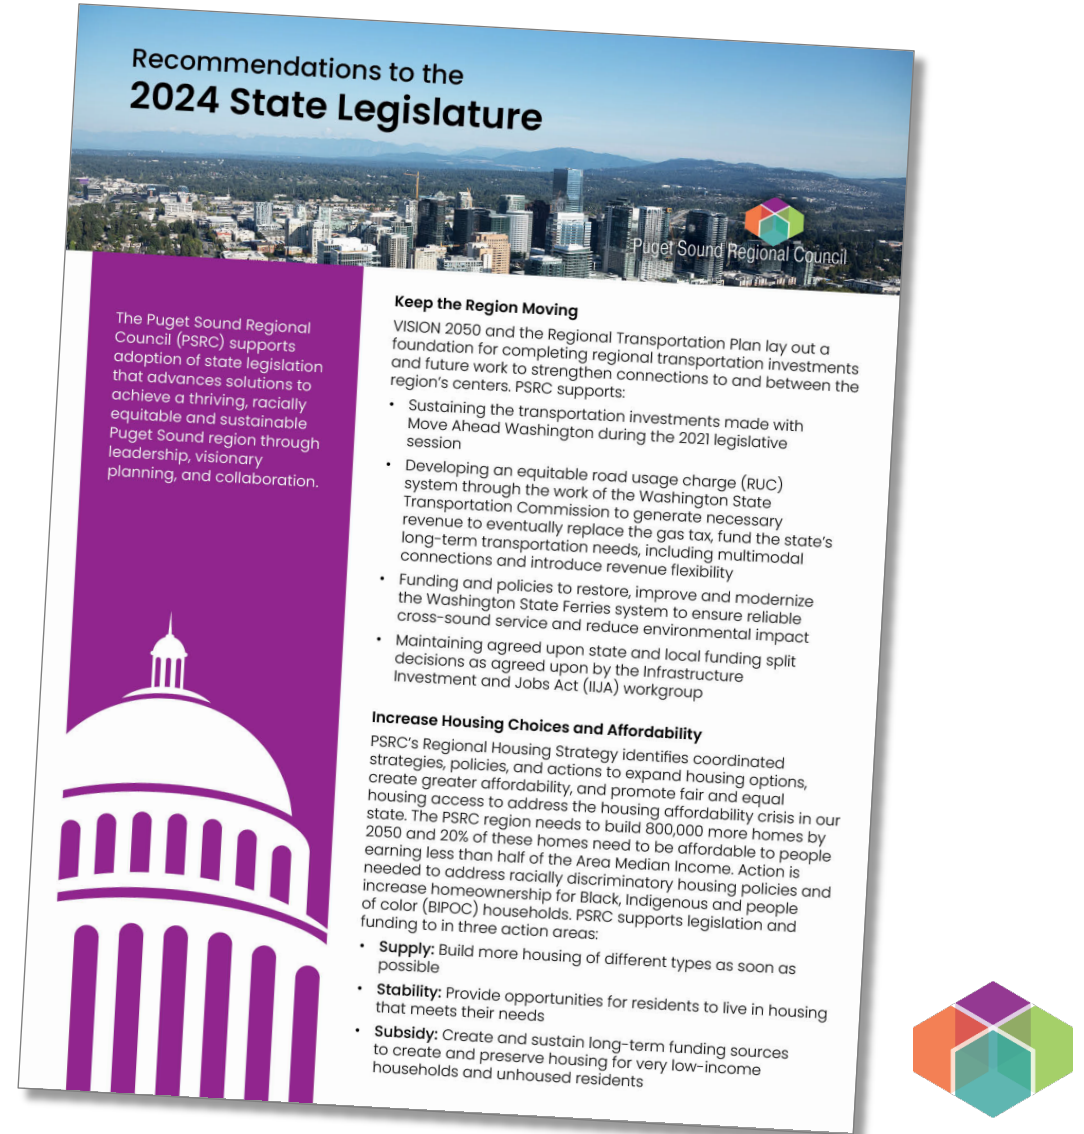 Recommendations to the
2024 State Legislature
Puget Sound Regional Council
The Puget Sound Regional
Council (PSRC) supports
adoption of state legislation
that advances solutions to
achieve a thriving, racially
equitable and sustainable
Puget Sound region through
leadership, visionary
planning, and collaboration.
Keep the Region Moving
VISION 2050 and the Regional Transportation Plan lay out a
foundation for completing regional transportation investments
and future work to strengthen connections to and between the
region's centers. PSRC supports:
• Sustaining the transportation investments made with
Move Ahead Washington during the 2021 legislative
session
• Developing an equitable road usage charge (RUC)
system through the work of the Washington State
Transportation Commission to generate necessary
revenue to eventually replace the gas tax, fund the state's
long-term transportation needs, including multimodal
connections and introduce revenue flexibility
• Funding and policies to restore, improve and modernize
the Washington State Ferries system to ensure reliable
cross-sound service and reduce environmental impact
• Maintaining agreed upon state and local funding split
decisions as agreed upon by the Infrastructure
Investment and Jobs Act (IIJA) workgroup
Increase Housing Choices and Affordability
PSRC's Regional Housing Strategy identifies coordinated
strategies, policies, and actions to expand housing options,
create greater affordability, and promote fair and equal
housing access to address the housing affordability crisis in our
state. The PSRC region needs to build 800,000 more homes by
2050 and 20% of these homes need to be affordable to people
earning less than half of the Area Median Income. Action is
needed to address racially discriminatory housing policies and
increase homeownership for Black, Indigenous and people
of color (BIPOC) households. PSRC supports legislation and
funding to in three action areas:
• Supply: Build more housing of different types as soon as
possible
• Stability: Provide opportunities for residents to live in housing
that meets their needs
• Subsidy: Create and sustain long-term funding sources
to create and preserve housing for very low-income
households and unhoused residents